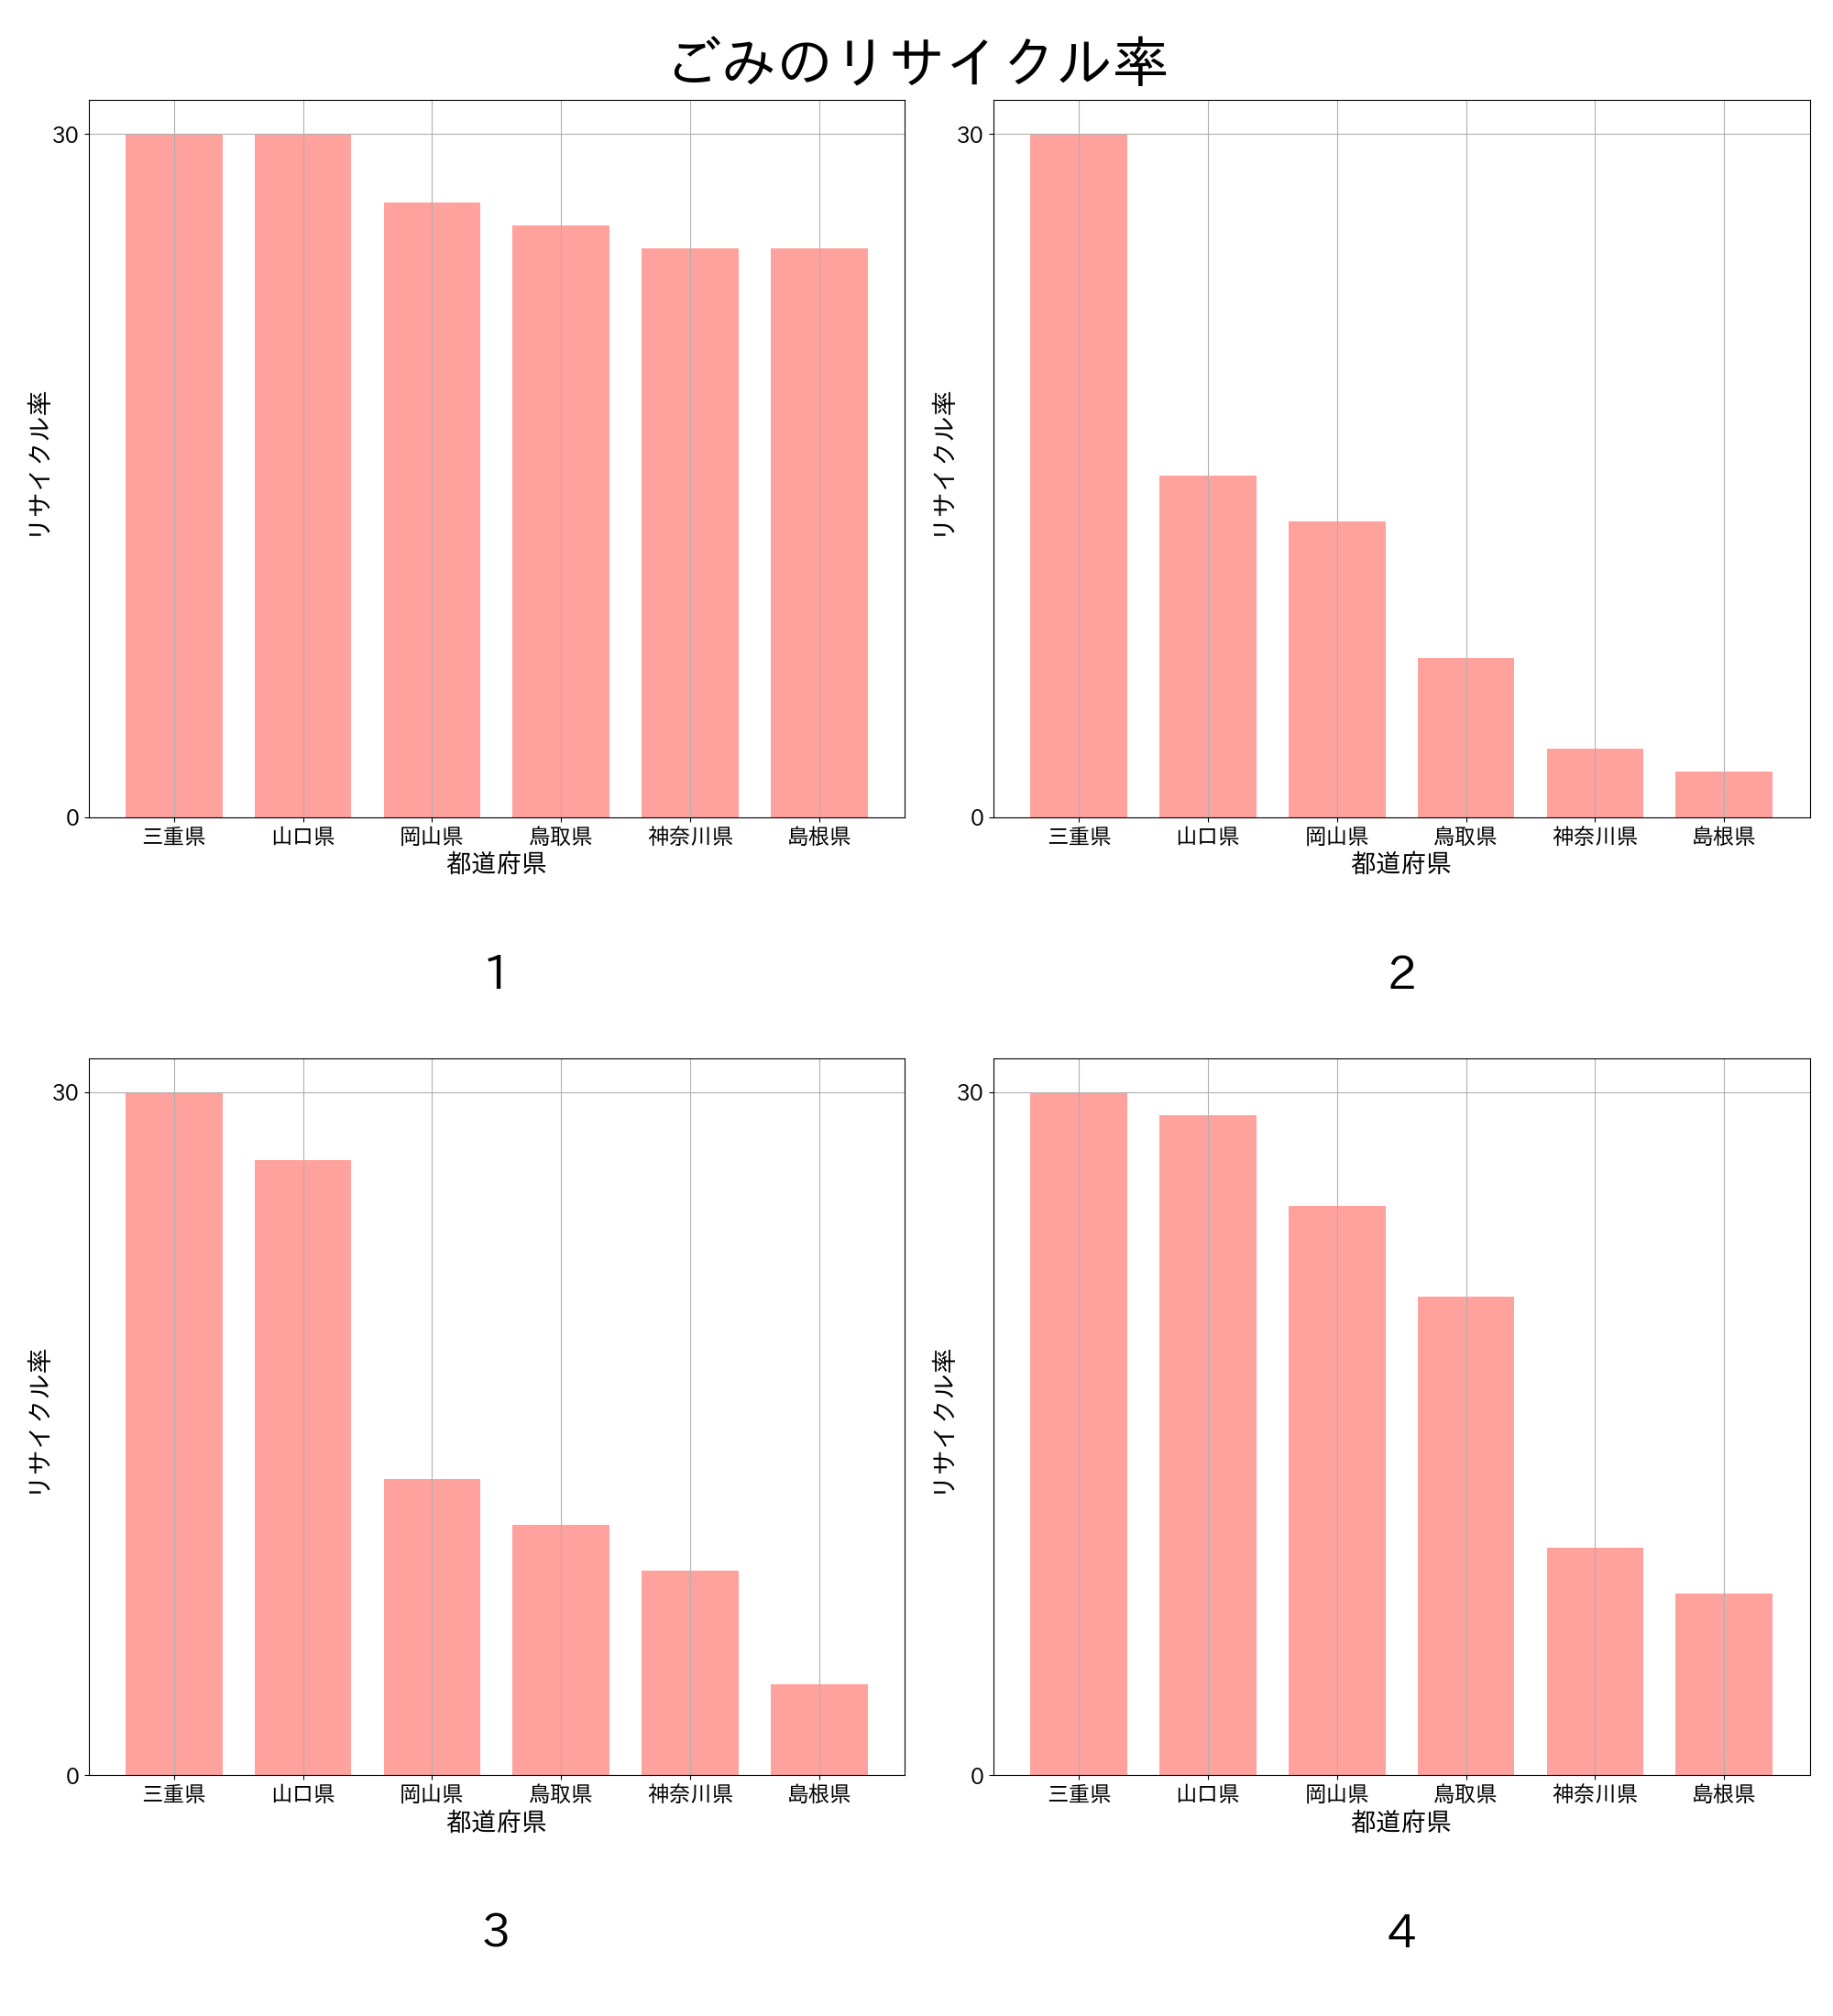 ごみのリサイクル率
30
0
リサイクル率
三重県 山口県 岡山県 鳥取県 神奈川県 島根県
都道府県
1
30
0
リサイクル率
三重県 山口県 岡山県 鳥取県 神奈川県 島根県
都道府県
2
30
0
リサイクル率
三重県 山口県 岡山県 鳥取県 神奈川県 島根県
都道府県
3
30
0
リサイクル率
三重県 山口県 岡山県 鳥取県 神奈川県 島根県
都道府県
4